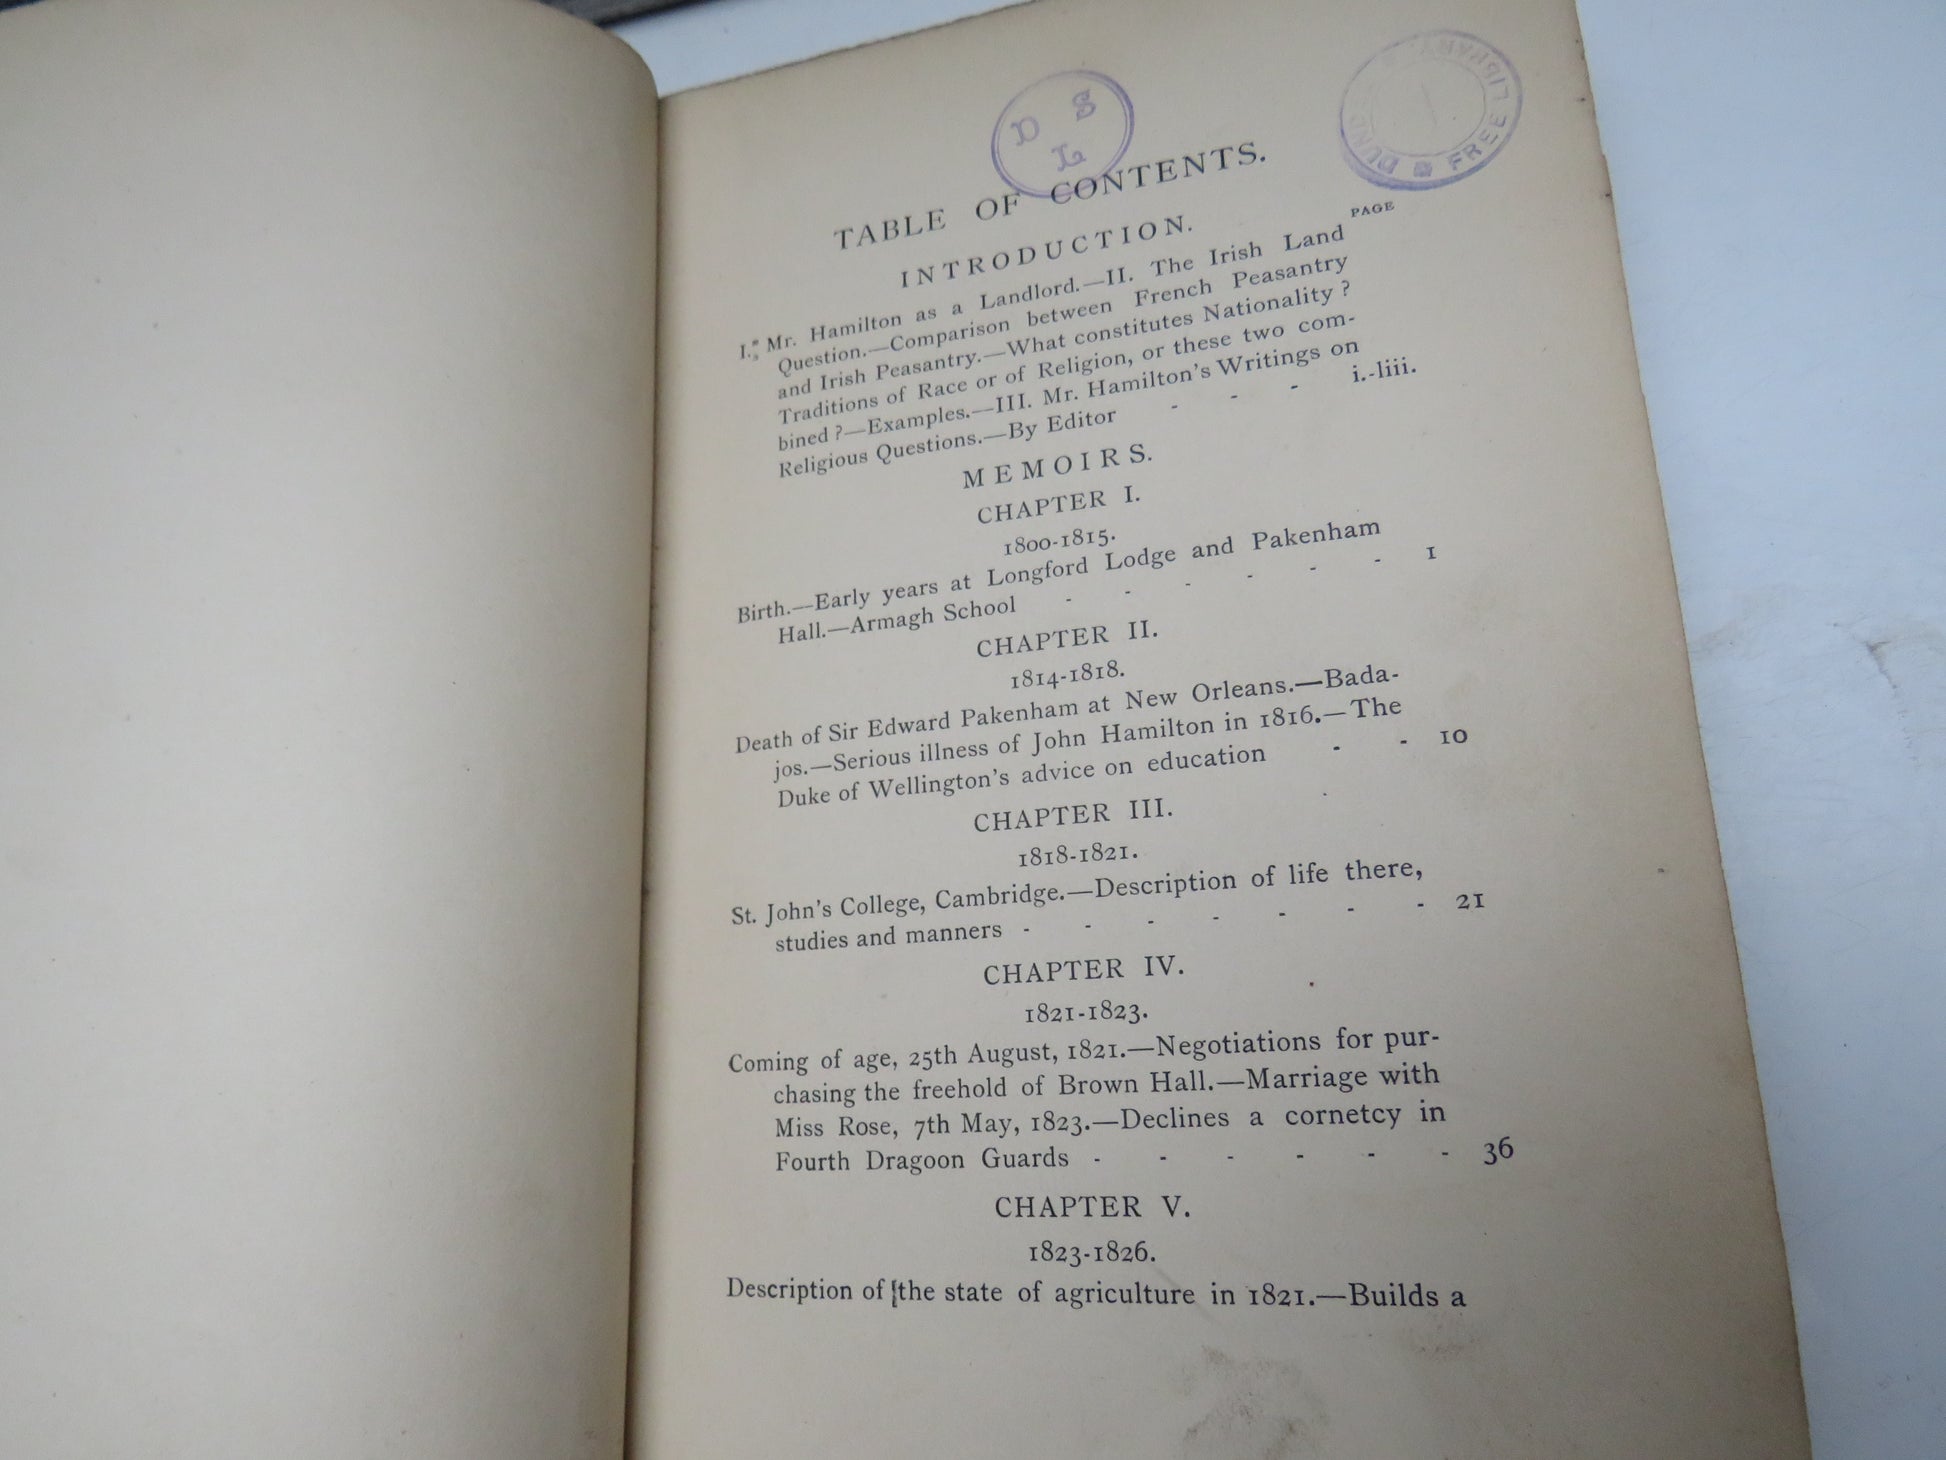 D S
L
DUND
FREE LIBRARY
TABLE OF CONTENTS.
INTRODUCTION.
PAGE
I. Mr. Hamilton as a Landlord.—II. The Irish Land
Question.—Comparison between French Peasantry
and Irish Peasantry.—What constitutes Nationality ?
Traditions of Race or of Religion, or these two com-
bined ?—Examples.—III. Mr. Hamilton's Writings on
Religious Questions.—By Editor - - - i.-liii.
MEMOIRS.
CHAPTER I.
1800-1815.
Birth.—Early years at Longford Lodge and Pakenham
Hall.—Armagh School - - - - - - 1
CHAPTER II.
1814-1818.
Death of Sir Edward Pakenham at New Orleans.—Bada-
jos.—Serious illness of John Hamilton in 1816.—The
Duke of Wellington's advice on education - - 10
CHAPTER III.
1818-1821.
St. John's College, Cambridge.—Description of life there,
studies and manners - - - - - - - 21
CHAPTER IV.
1821-1823.
Coming of age, 25th August, 1821.—Negotiations for pur-
chasing the freehold of Brown Hall.—Marriage with
Miss Rose, 7th May, 1823.—Declines a cornetcy in
Fourth Dragoon Guards - - - - - - 36
CHAPTER V.
1823-1826.
Description of the state of agriculture in 1821.—Builds a